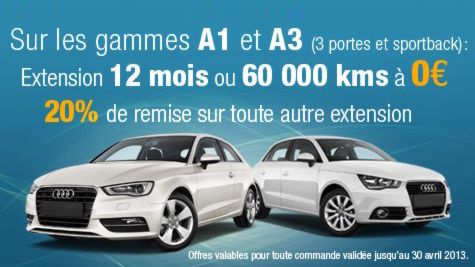 Sur les gammes A1 et A3 (3 portes et sportback):
Extension 12 mois ou 60 000 kms à 0€
20% de remise sur toute autre extension
Offres valables pour toute commande validée jusqu'au 30 avril 2013.